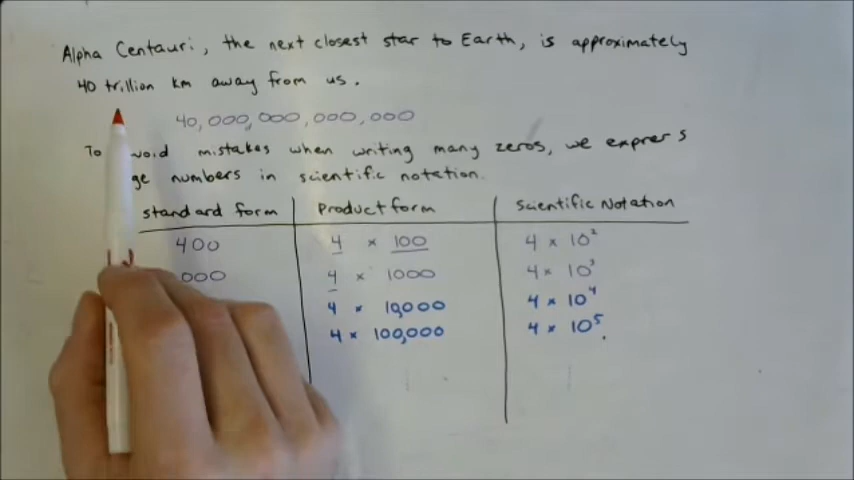 Alpha Centauri, the next closest star to Earth, is approximately
40 trillion km away from us.
40,000,000,000,000
To void mistakes when writing many zeros, we express
ge numbers in scientific notation.
standard form Product form Scientific Notation
400 4 × 100 4 × 10²
000 4 × 1000 4 × 10³
4 × 10,000 4 × 10⁴
4 × 100,000 4 × 10⁵